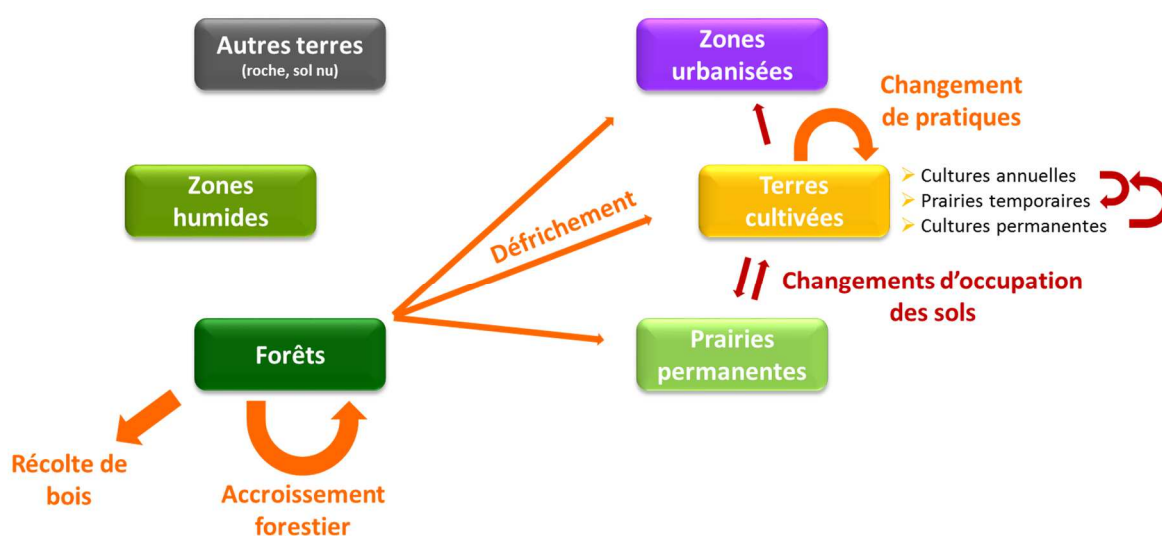 Autres terres
(roche, sol nu)
Zones
urbanisées
Changement
de pratiques
Zones
humides
Terres
cultivées
➢ Cultures annuelles
➢ Prairies temporaires
➢ Cultures permanentes
Défrichement
Changements d’occupation
des sols
Forêts
Prairies
permanentes
Récolte de
bois
Accroissement
forestier